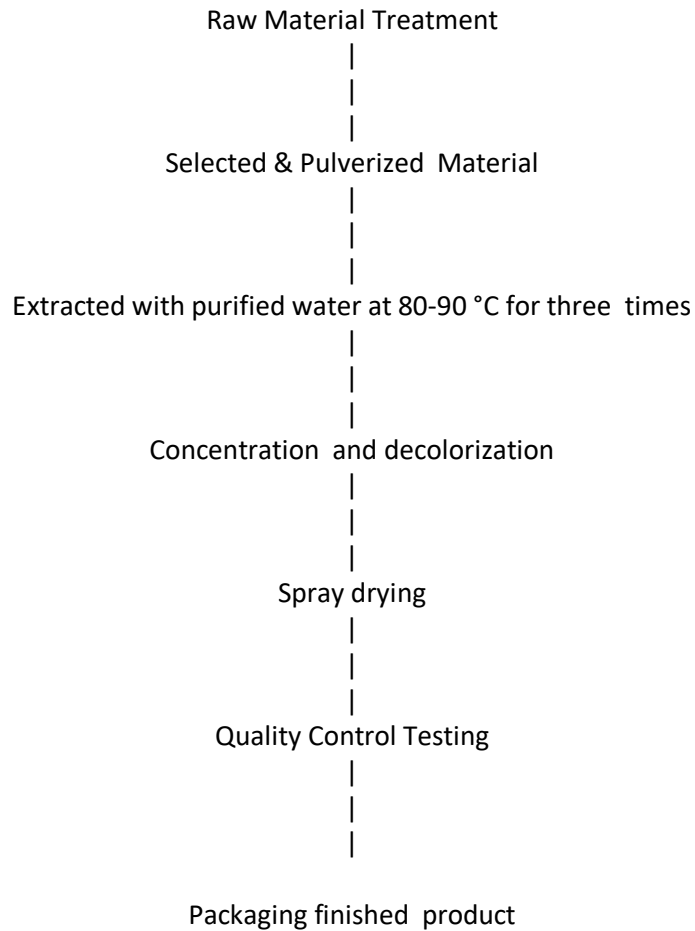 Raw Material Treatment
|
|
|
Selected & Pulverized  Material
|
|
|
Extracted with purified water at 80-90 °C for three  times
|
|
|
Concentration  and decolorization
|
|
|
Spray drying
|
|
|
Quality Control Testing
|
|
|
Packaging finished  product